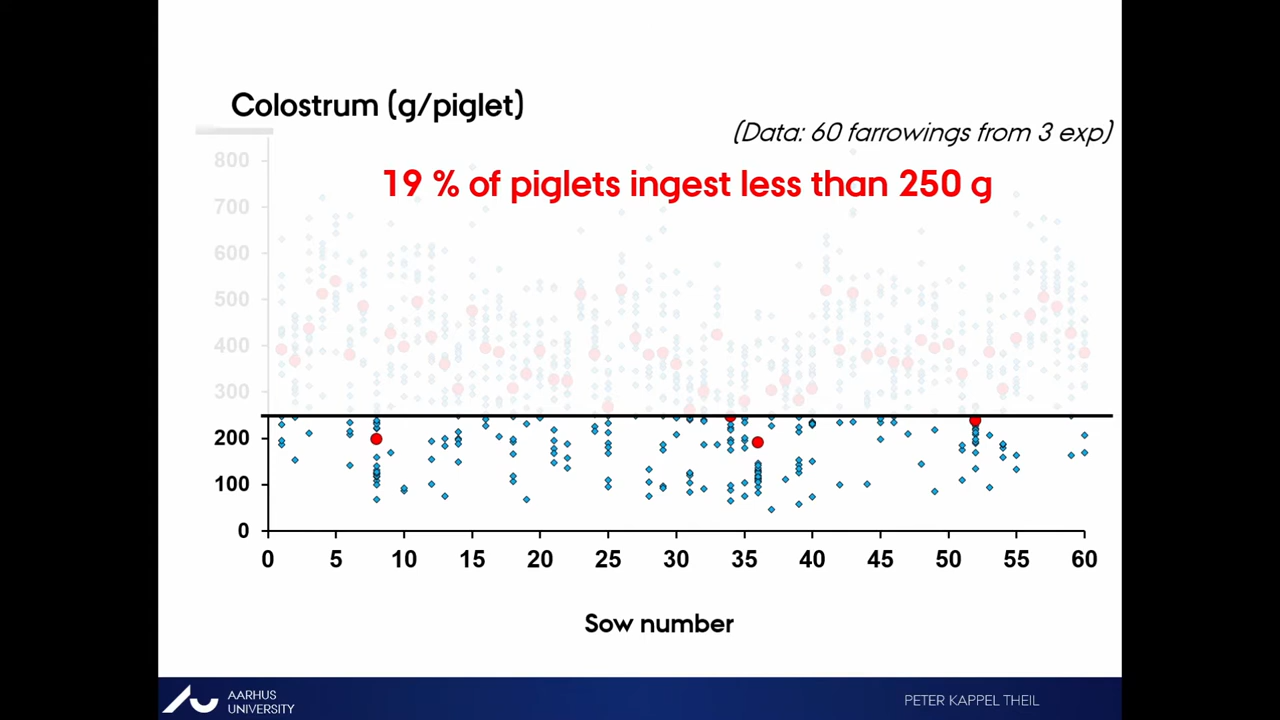 Colostrum (g/piglet)
(Data: 60 farrowings from 3 exp)
19 % of piglets ingest less than 250 g
800
700
600
500
400
300
200
100
0
0 5 10 15 20 25 30 35 40 45 50 55 60
Sow number
AARHUS
UNIVERSITY
PETER KAPPEL THEIL